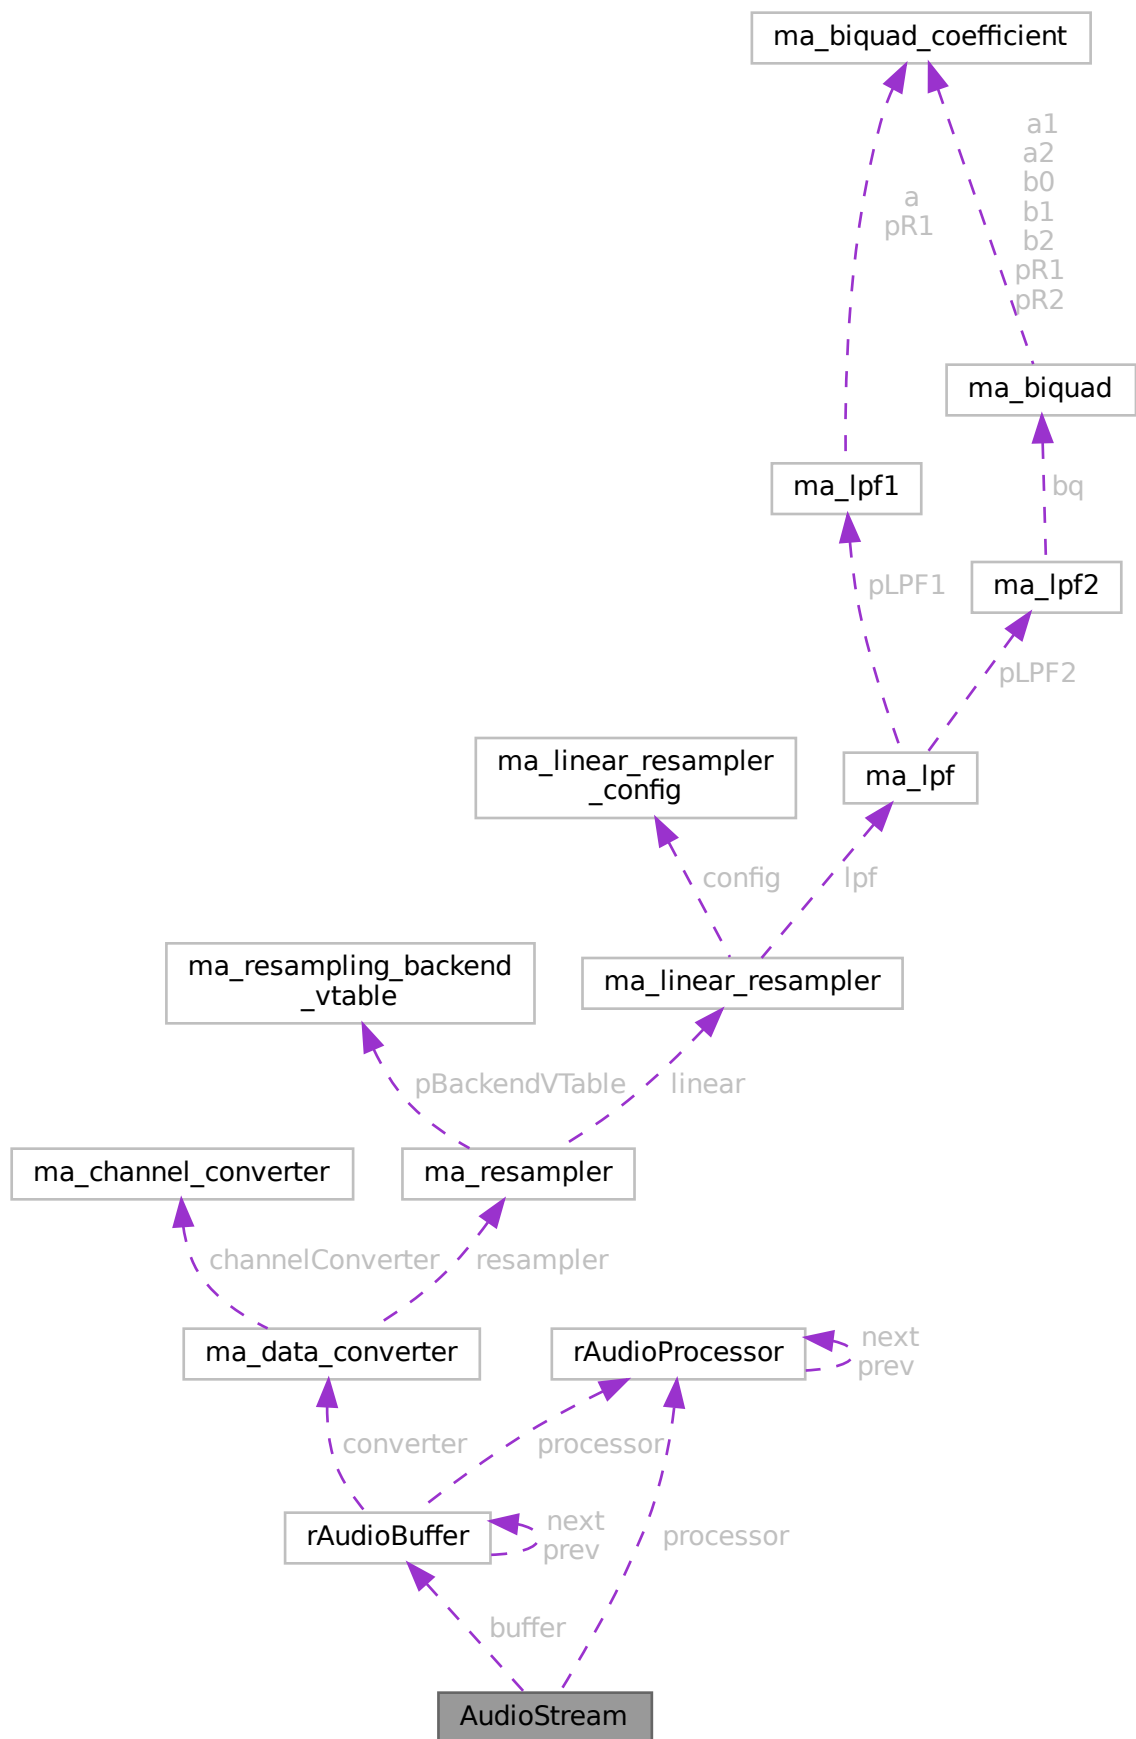 ma_biquad_coefficient
a1
a2
b0
b1
b2
pR1
pR2
a
pR1
ma_biquad
ma_lpf1
bq
pLPF1
ma_lpf2
pLPF2
ma_linear_resampler
_config
ma_lpf
config
lpf
ma_resampling_backend
_vtable
ma_linear_resampler
pBackendVTable
linear
ma_channel_converter
ma_resampler
channelConverter
resampler
ma_data_converter
rAudioProcessor
next
prev
converter
processor
rAudioBuffer
next
prev
processor
buffer
AudioStream